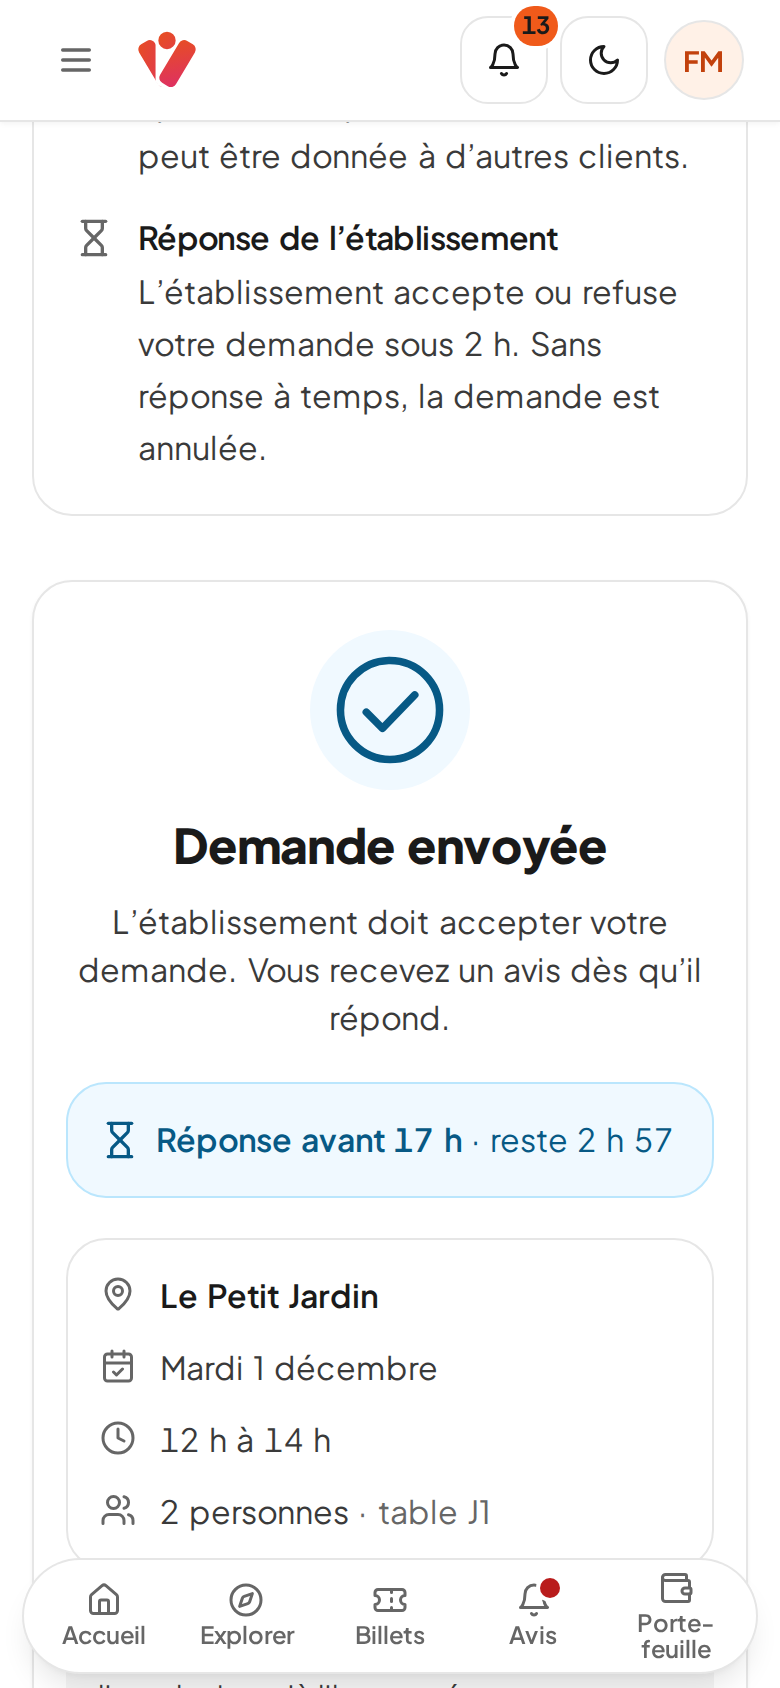 13
FM
peut être donnée à d’autres clients.
Réponse de l’établissement
L’établissement accepte ou refuse
votre demande sous 2 h. Sans
réponse à temps, la demande est
annulée.
Demande envoyée
L’établissement doit accepter votre
demande. Vous recevez un avis dès qu’il
répond.
Réponse avant 17 h · reste 2 h 57
Le Petit Jardin
Mardi 1 décembre
12 h à 14 h
2 personnes · table J1
Accueil
Explorer
Billets
Avis
Porte-
feuille